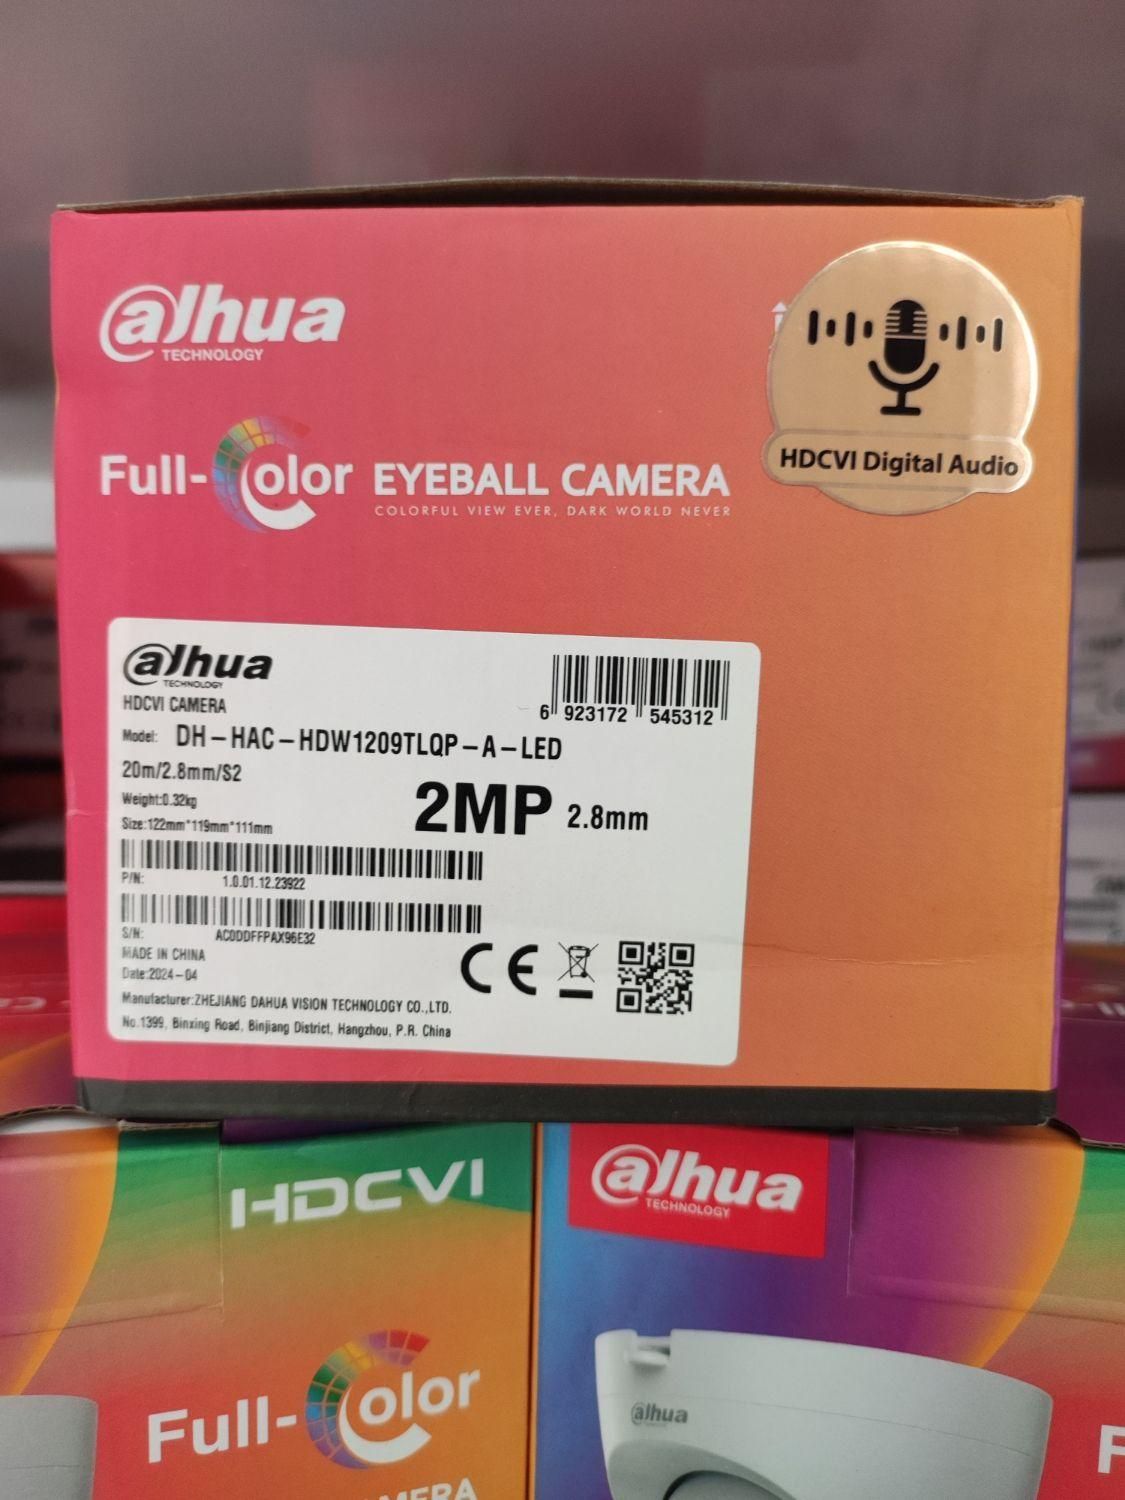 alhua
TECHNOLOGY
HDCVI Digital Audio
Full-Color EYEBALL CAMERA
COLORFUL VIEW EVER, DARK WORLD NEVER
alhua
TECHNOLOGY
HDCVI CAMERA
6 923172 545312
Model: DH-HAC-HDW1209TLQP-A-LED
20m/2.8mm/S2
2MP 2.8mm
Weight:0.32kg
Size:122mm*119mm*111mm
P/N: 1.0.01.12.23922
S/N: AC0DDFFPAX96E32
MADE IN CHINA
Date:2024-04
CE
Manufacturer:ZHEJIANG DAHUA VISION TECHNOLOGY CO.,LTD.
No.1399, Binxing Road, Binjiang District, Hangzhou, P.R. China
HDCVI
alhua
TECHNOLOGY
Full-Color
alhua